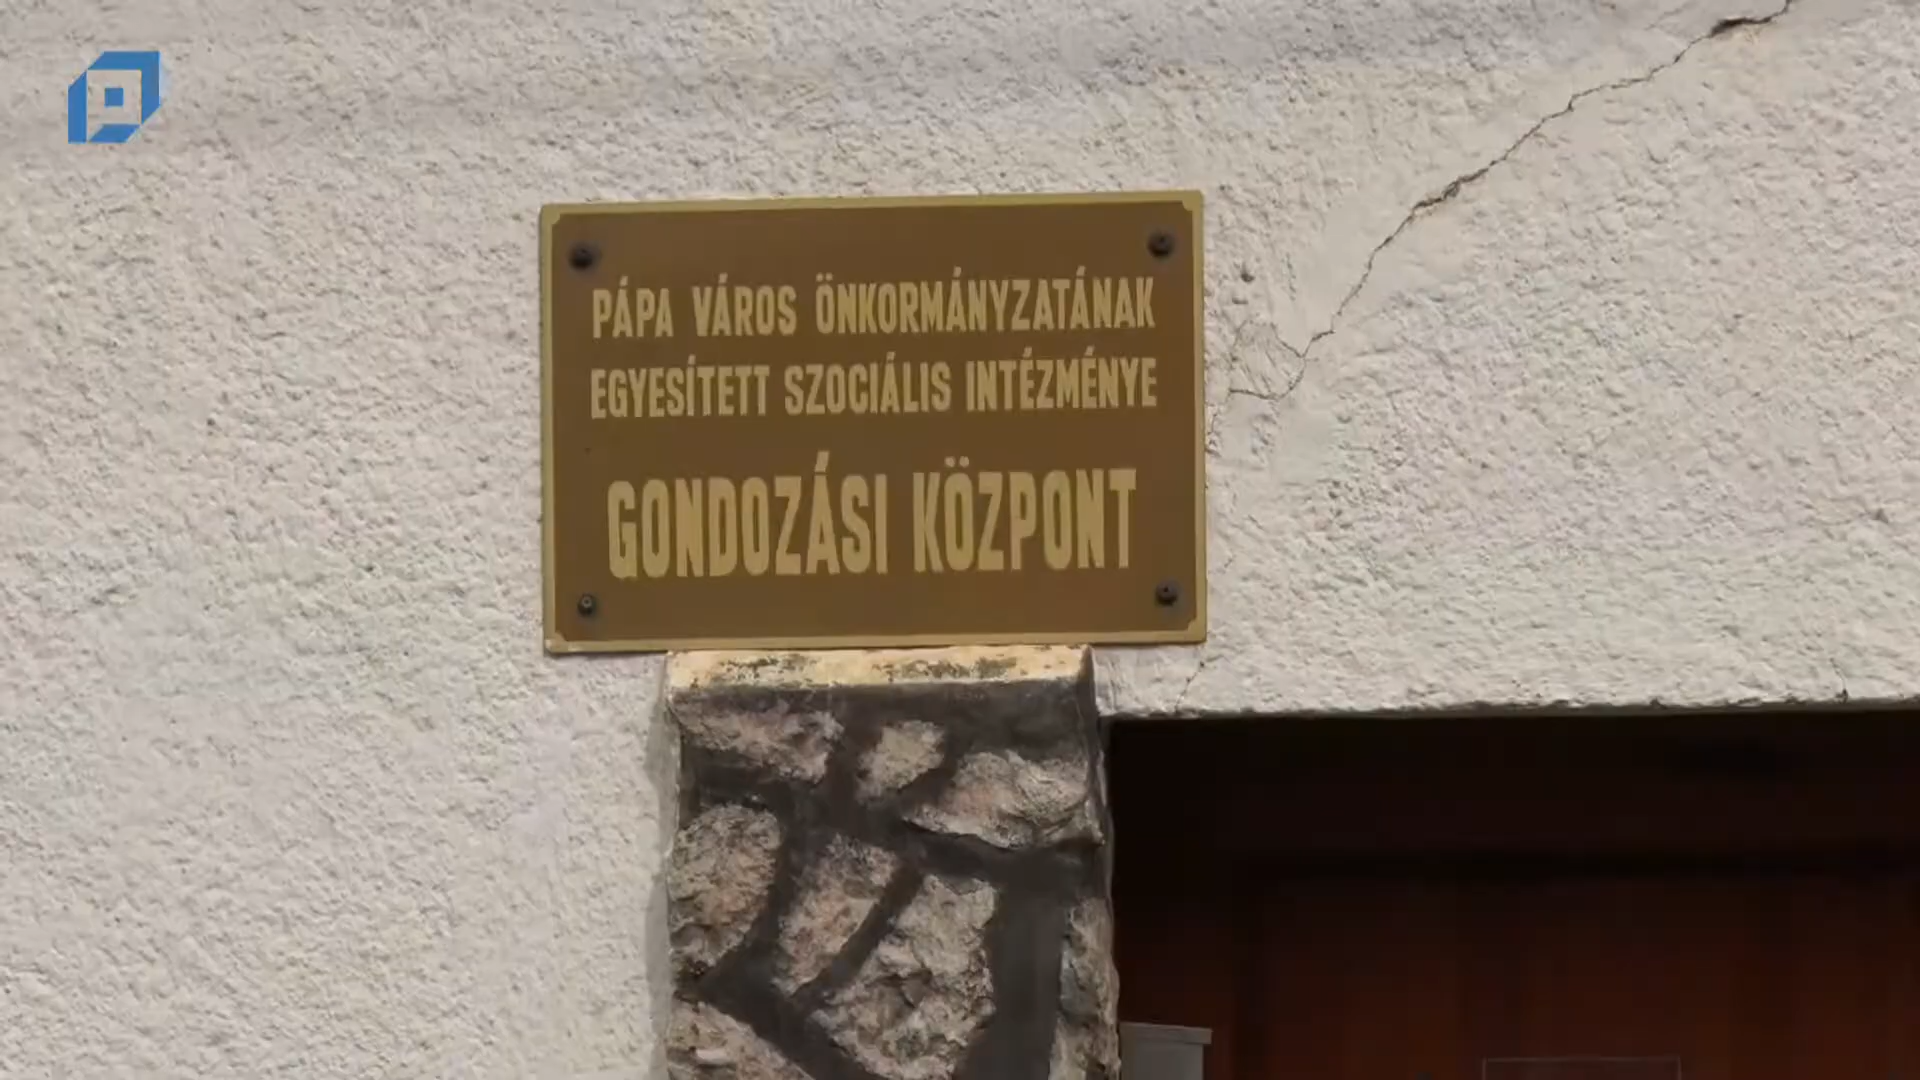 PÁPA VÁROS ÖNKORMÁNYZATÁNAK
EGYESÍTETT SZOCIÁLIS INTÉZMÉNYE
GONDOZÁSI KÖZPONT